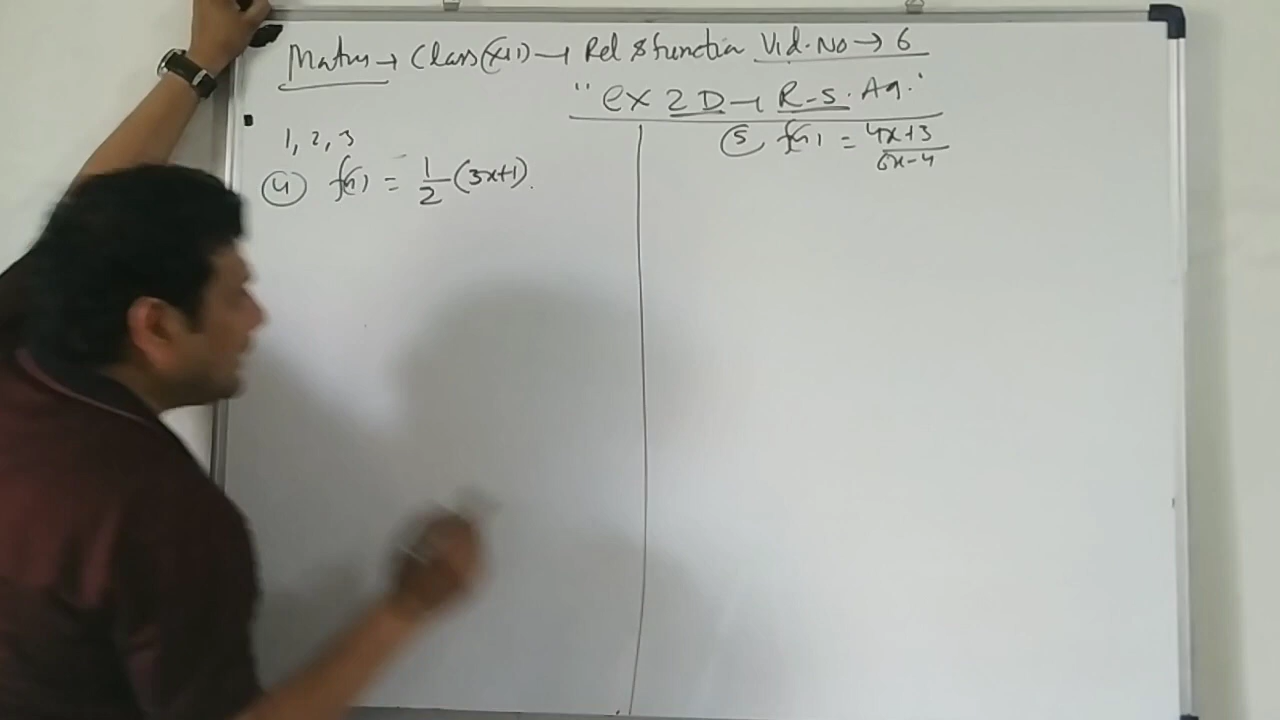 Maths → Class(XII) → Rel & function Vid. No → 6
"ex 2D → R.S. Ag."
1, 2, 3
④ f(x) = 1/2 (3x+1).
⑤ f(x) = 4x+3 / 6x-4